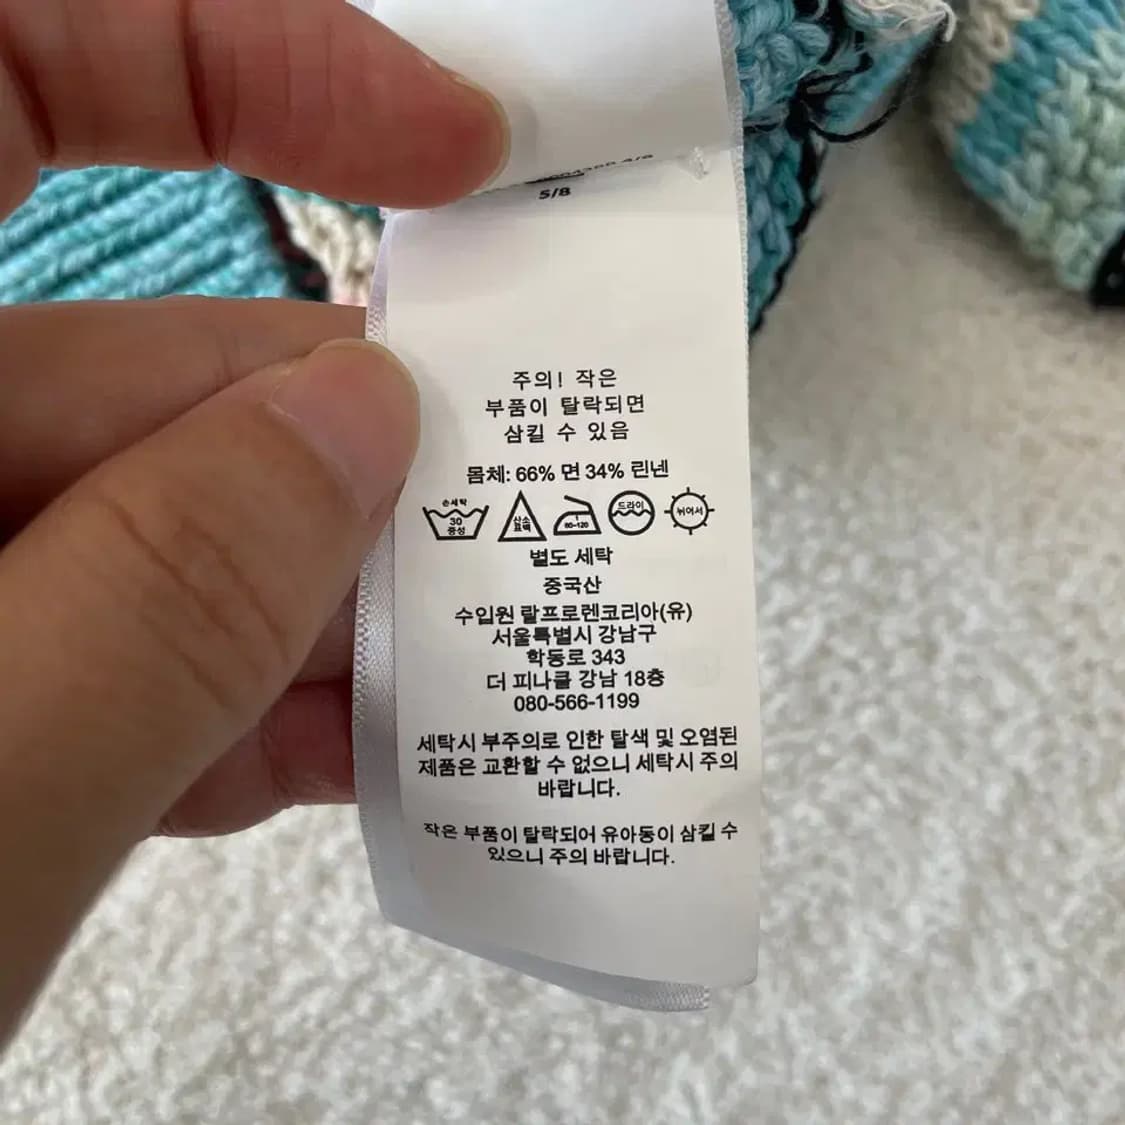 5/8
주의! 작은
부품이 탈락되면
삼킬 수 있음
몸체: 66% 면 34% 린넨
손세탁
30
중성
산소
표백
80~120
드라이
뉘어서
별도 세탁
중국산
수입원 랄프로렌코리아(유)
서울특별시 강남구
학동로 343
더 피나클 강남 18층
080-566-1199
세탁시 부주의로 인한 탈색 및 오염된
제품은 교환할 수 없으니 세탁시 주의
바랍니다.
작은 부품이 탈락되어 유아동이 삼킬 수
있으니 주의 바랍니다.